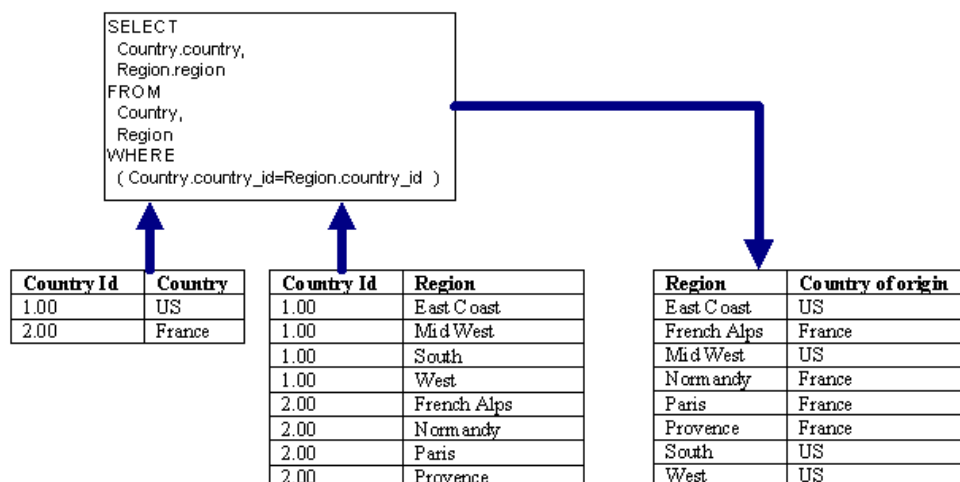 SELECT
Country.country,
Region.region
FROM
Country,
Region
WHERE
( Country.country_id=Region.country_id )
Country Id Country
1.00 US
2.00 France
Country Id Region
1.00 East Coast
1.00 Mid West
1.00 South
1.00 West
2.00 French Alps
2.00 Normandy
2.00 Paris
2.00 Provence
Region Country of origin
East Coast US
French Alps France
Mid West US
Normandy France
Paris France
Provence France
South US
West US